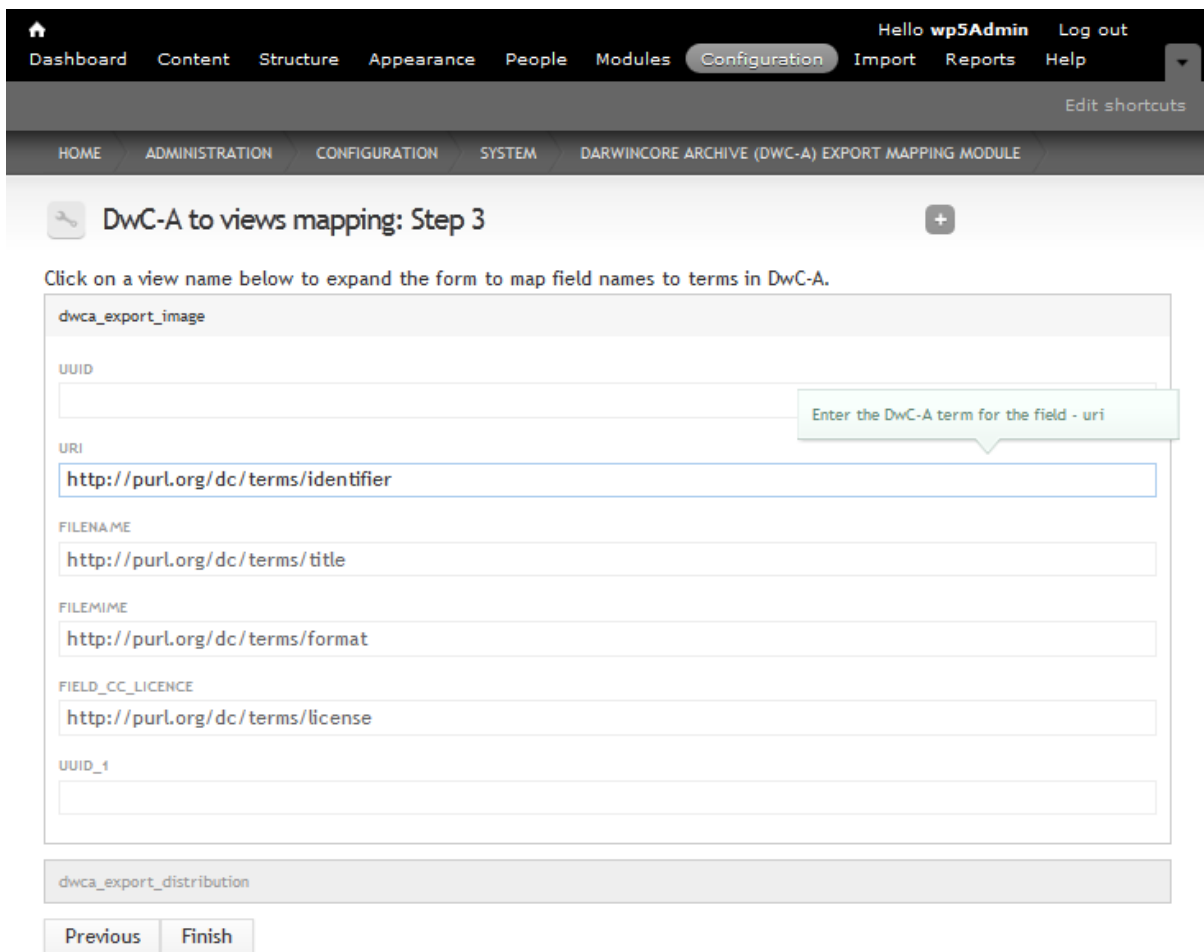 Hello wp5Admin Log out
Dashboard Content Structure Appearance People Modules Configuration Import Reports Help
Edit shortcuts
HOME ADMINISTRATION CONFIGURATION SYSTEM DARWINCORE ARCHIVE (DWC-A) EXPORT MAPPING MODULE
DwC-A to views mapping: Step 3
Click on a view name below to expand the form to map field names to terms in DwC-A.
dwca_export_image
UUID
Enter the DwC-A term for the field - uri
URI
http://purl.org/dc/terms/identifier
FILENAME
http://purl.org/dc/terms/title
FILEMIME
http://purl.org/dc/terms/format
FIELD_CC_LICENCE
http://purl.org/dc/terms/license
UUID_1
dwca_export_distribution
Previous Finish